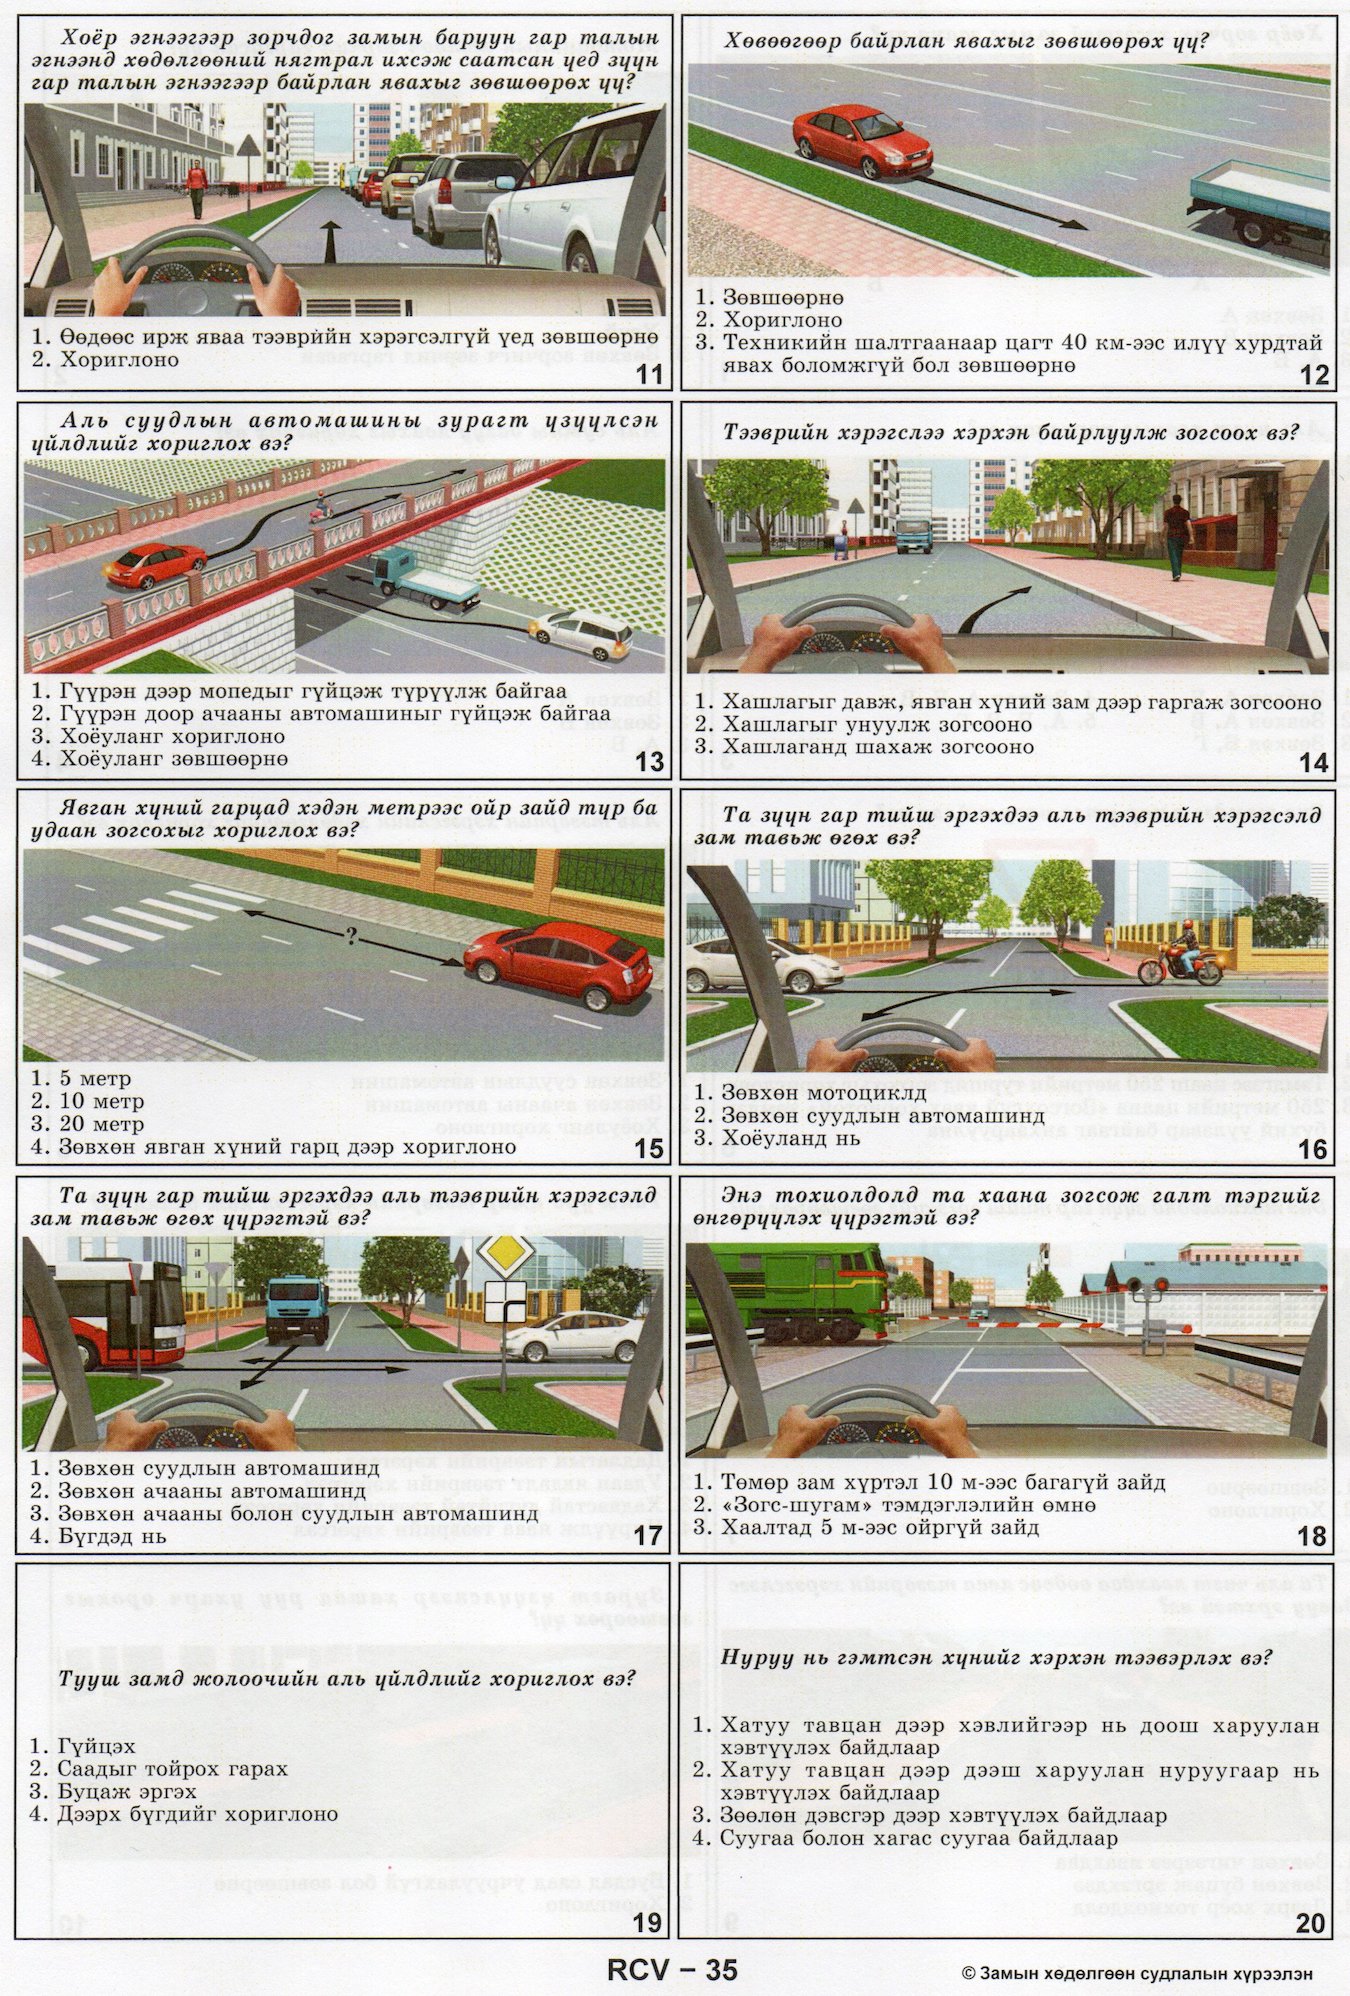 Хоёр эгнээгээр зорчдог замын баруун гар талын
эгнээнд хөдөлгөөний нягтрал ихсэж саатсан үед зүүн
гар талын эгнээгээр байрлан явахыг зөвшөөрөх үү?
1. Өөдөөс ирж яваа тээврийн хэрэгсэлгүй үед зөвшөөрнө
2. Хориглоно
11
Хөвөөгөөр байрлан явахыг зөвшөөрөх үү?
1. Зөвшөөрнө
2. Хориглоно
3. Техникийн шалтгаанаар цагт 40 км-ээс илүү хурдтай
явах боломжгүй бол зөвшөөрнө
12
Аль суудлын автомашины зурагт үзүүлсэн
үйлдлийг хориглох вэ?
1. Гүүрэн дээр мопедыг гүйцэж түрүүлж байгаа
2. Гүүрэн доор ачааны автомашиныг гүйцэж байгаа
3. Хоёуланг хориглоно
4. Хоёуланг зөвшөөрнө
13
Тээврийн хэрэгслээ хэрхэн байрлуулж зогсоох вэ?
1. Хашлагыг давж, явган хүний зам дээр гаргаж зогсооно
2. Хашлагыг унуулж зогсооно
3. Хашлаганд шахаж зогсооно
14
Явган хүний гарцад хэдэн метрээс ойр зайд түр ба
удаан зогсохыг хориглох вэ?
?
1. 5 метр
2. 10 метр
3. 20 метр
4. Зөвхөн явган хүний гарц дээр хориглоно
15
Та зүүн гар тийш эргэхдээ аль тээврийн хэрэгсэлд
зам тавьж өгөх вэ?
1. Зөвхөн мотоциклд
2. Зөвхөн суудлын автомашинд
3. Хоёуланд нь
16
Та зүүн гар тийш эргэхдээ аль тээврийн хэрэгсэлд
зам тавьж өгөх үүрэгтэй вэ?
1. Зөвхөн суудлын автомашинд
2. Зөвхөн ачааны автомашинд
3. Зөвхөн ачааны болон суудлын автомашинд
4. Бүгдэд нь
17
Энэ тохиолдолд та хаана зогсож галт тэргийг
өнгөрүүлэх үүрэгтэй вэ?
1. Төмөр зам хүртэл 10 м-ээс багагүй зайд
2. «Зогс-шугам» тэмдэглэлийн өмнө
3. Хаалтад 5 м-ээс ойргүй зайд
18
Тууш замд жолоочийн аль үйлдлийг хориглох вэ?
1. Гүйцэх
2. Саадыг тойрох гарах
3. Буцаж эргэх
4. Дээрх бүгдийг хориглоно
19
Нуруу нь гэмтсэн хүнийг хэрхэн тээвэрлэх вэ?
1. Хатуу тавцан дээр хэвлийгээр нь доош харуулан
хэвтүүлэх байдлаар
2. Хатуу тавцан дээр дээш харуулан нуруугаар нь
хэвтүүлэх байдлаар
3. Зөөлөн дэвсгэр дээр хэвтүүлэх байдлаар
4. Суугаа болон хагас суугаа байдлаар
20
RCV – 35
© Замын хөдөлгөөн судлалын хүрээлэн